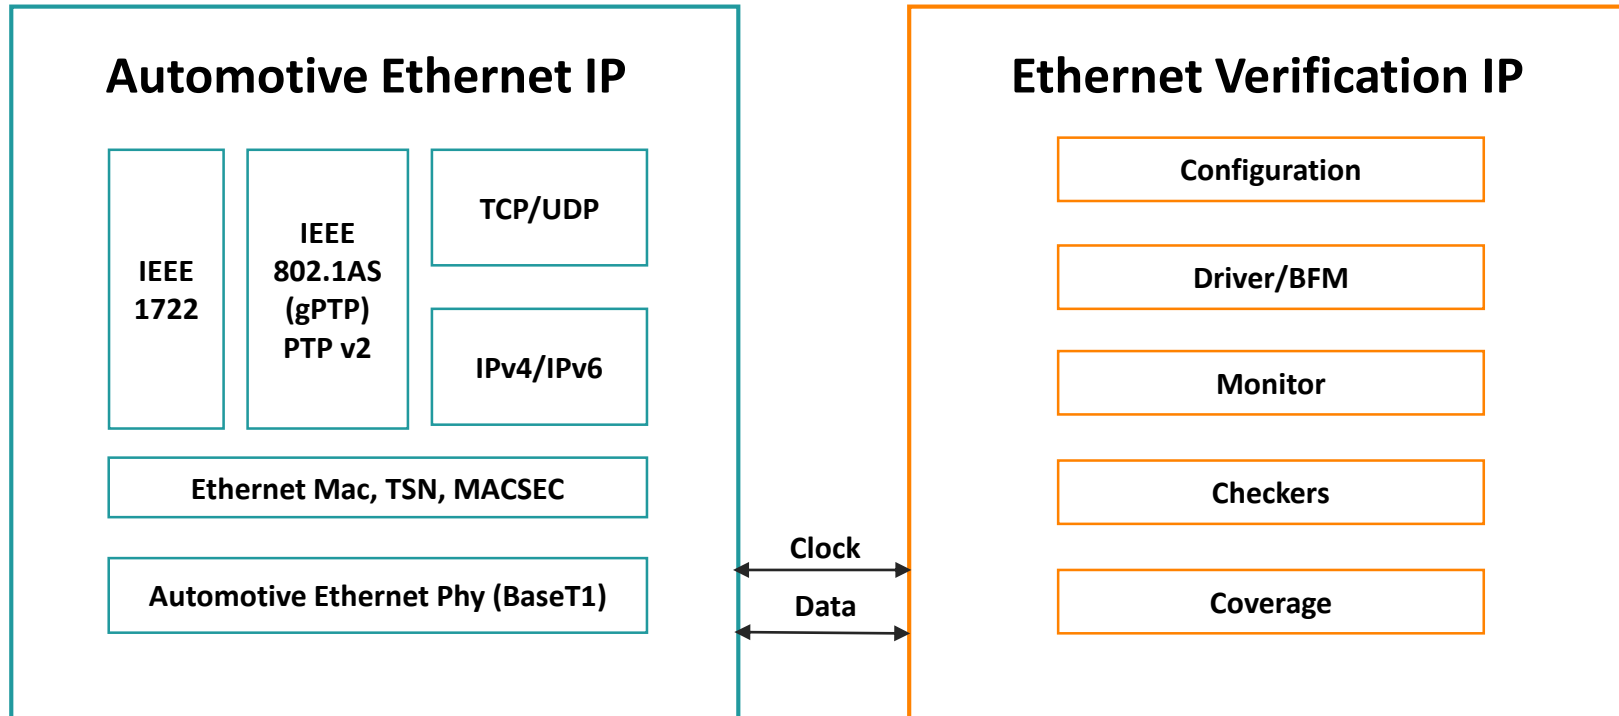 Automotive Ethernet IP
IEEE
1722
IEEE
802.1AS
(gPTP)
PTP v2
TCP/UDP
IPv4/IPv6
Ethernet Mac, TSN, MACSEC
Automotive Ethernet Phy (BaseT1)
Clock
Data
Ethernet Verification IP
Configuration
Driver/BFM
Monitor
Checkers
Coverage